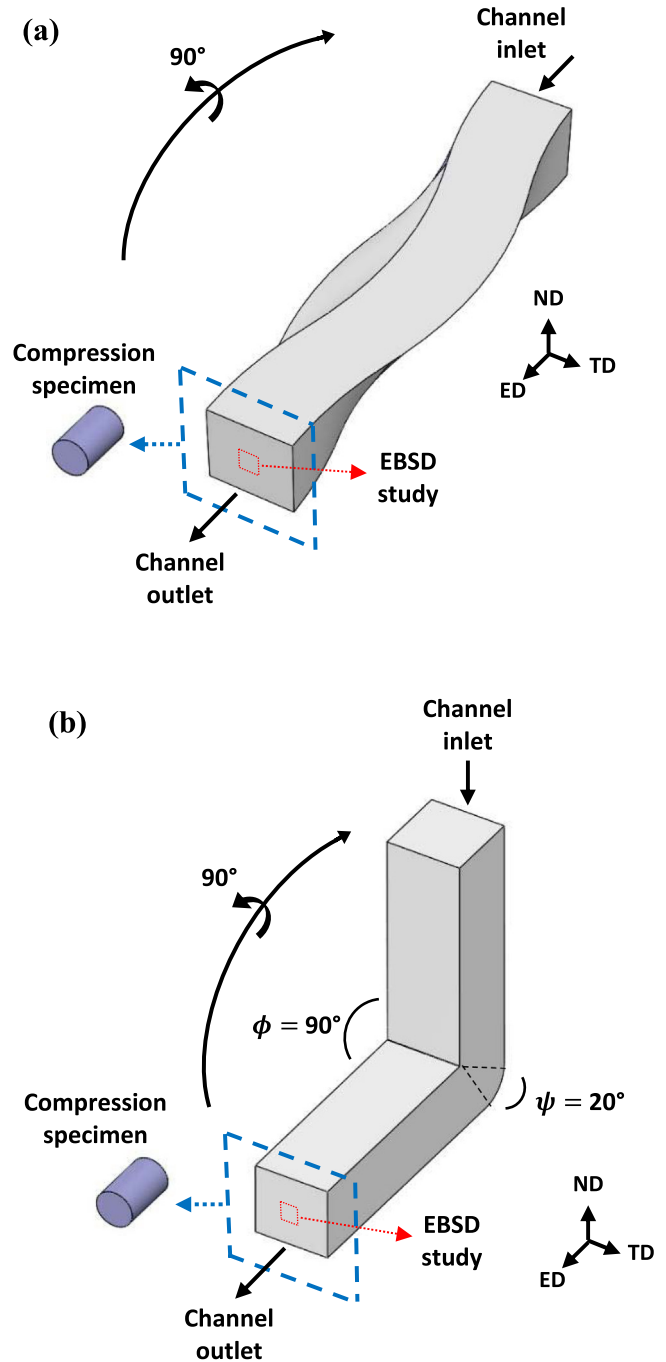 (a)
Channel
inlet
90°
ND
TD
ED
Compression
specimen
EBSD
study
Channel
outlet
(b)
Channel
inlet
90°
ϕ = 90°
ψ = 20°
Compression
specimen
ND
TD
ED
EBSD
study
Channel
outlet